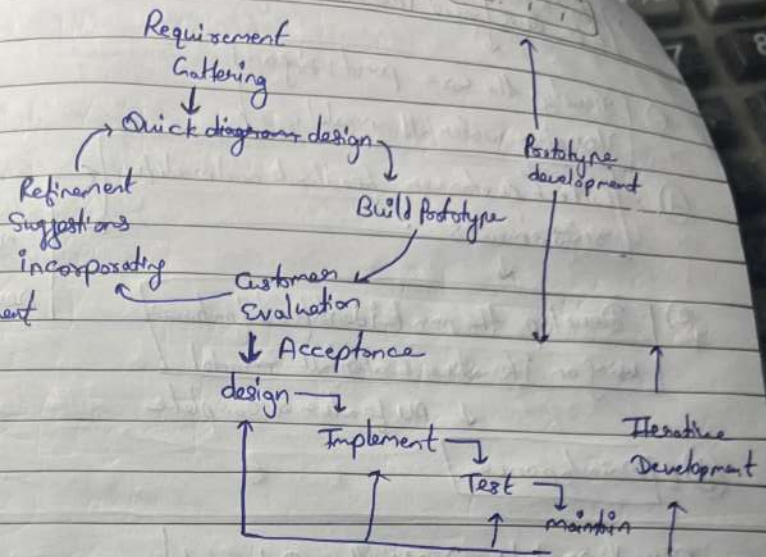 Requirement
Gathering
Quick diagram design
Prototype
development
Refinement
Suggestions
incorporating
Build Prototype
Customer
Evaluation
Acceptance
design
Implement
Iterative
Development
Test
maintain